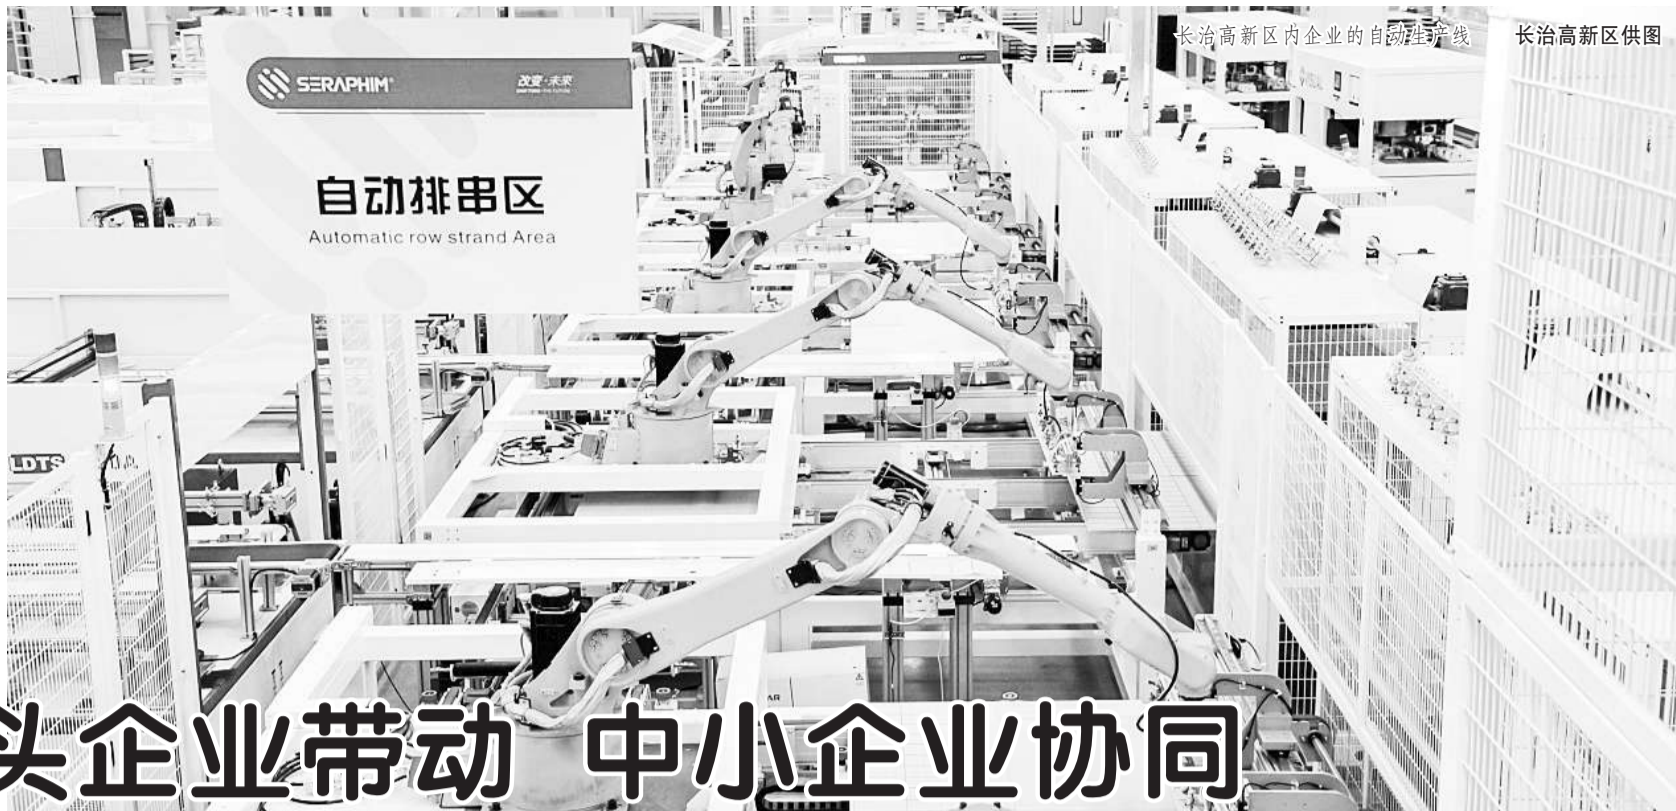 长治高新区内企业的自动生产线 长治高新区供图
SERAPHIM® 改变·未来
自动排串区
Automatic row strand Area
LDTS
头企业带动 中小企业协同